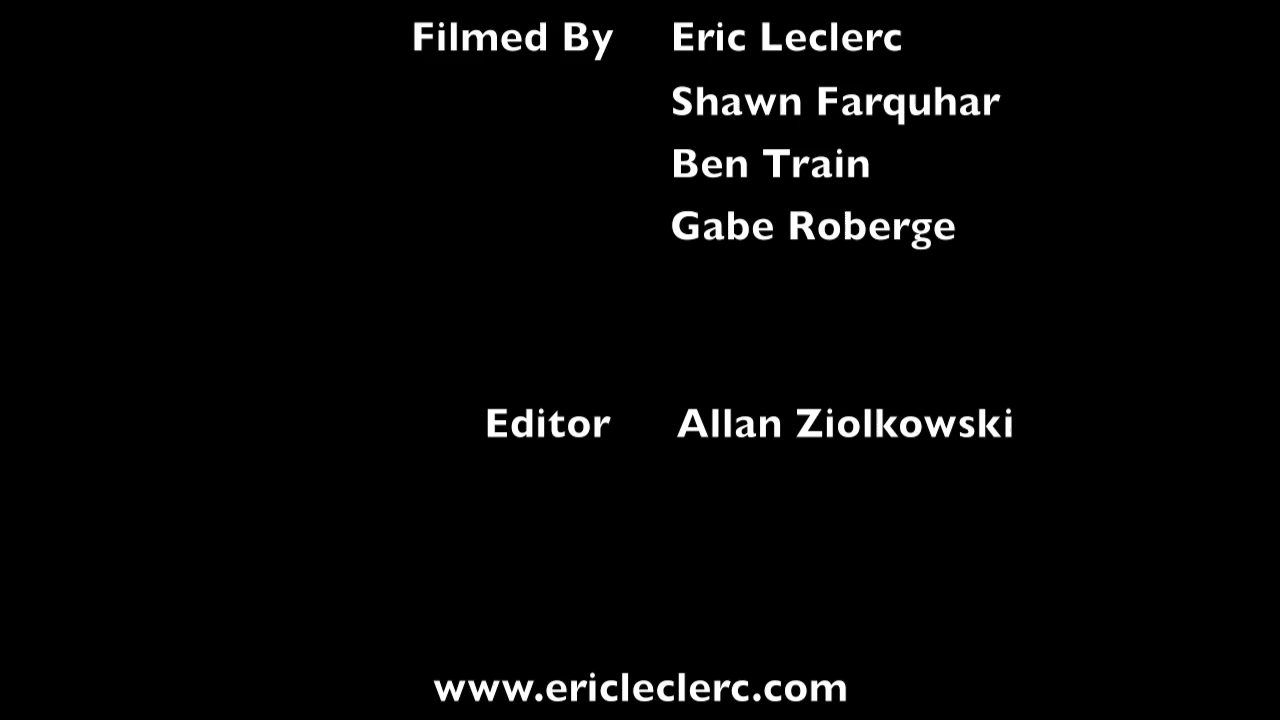 Filmed By Eric Leclerc
Shawn Farquhar
Ben Train
Gabe Roberge
Editor Allan Ziolkowski
www.ericleclerc.com